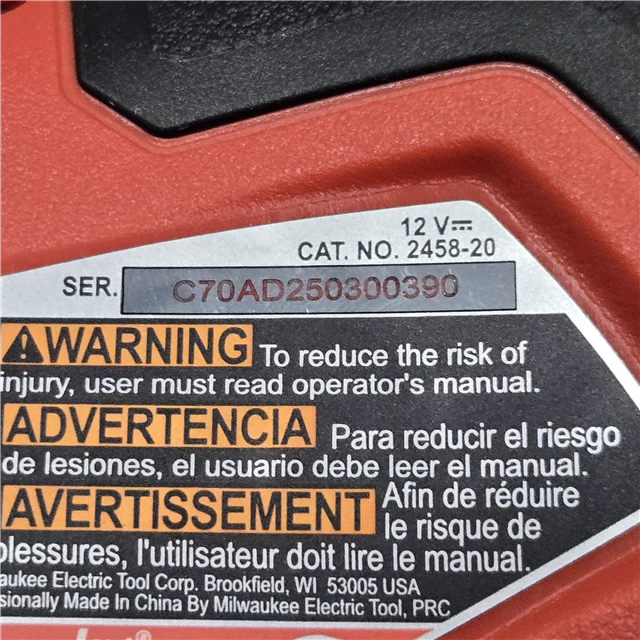 12 V⎓
CAT. NO. 2458-20
SER. C70AD250300390
⚠WARNING To reduce the risk of
injury, user must read operator's manual.
ADVERTENCIA Para reducir el riesgo
de lesiones, el usuario debe leer el manual.
AVERTISSEMENT Afin de réduire
le risque de
blessures, l'utilisateur doit lire le manual.
aukee Electric Tool Corp. Brookfield, WI 53005 USA
sionally Made In China By Milwaukee Electric Tool, PRC